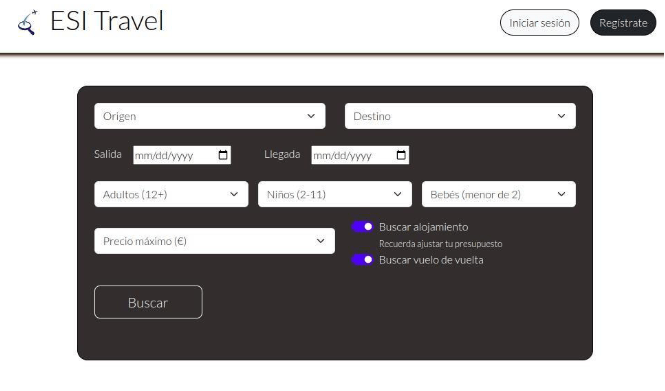 ESI Travel
Iniciar sesión
Regístrate
Origen
Destino
Salida
mm/dd/yyyy
Llegada
mm/dd/yyyy
Adultos (12+)
Niños (2-11)
Bebés (menor de 2)
Precio máximo (€)
Buscar alojamiento
Recuerda ajustar tu presupuesto
Buscar vuelo de vuelta
Buscar